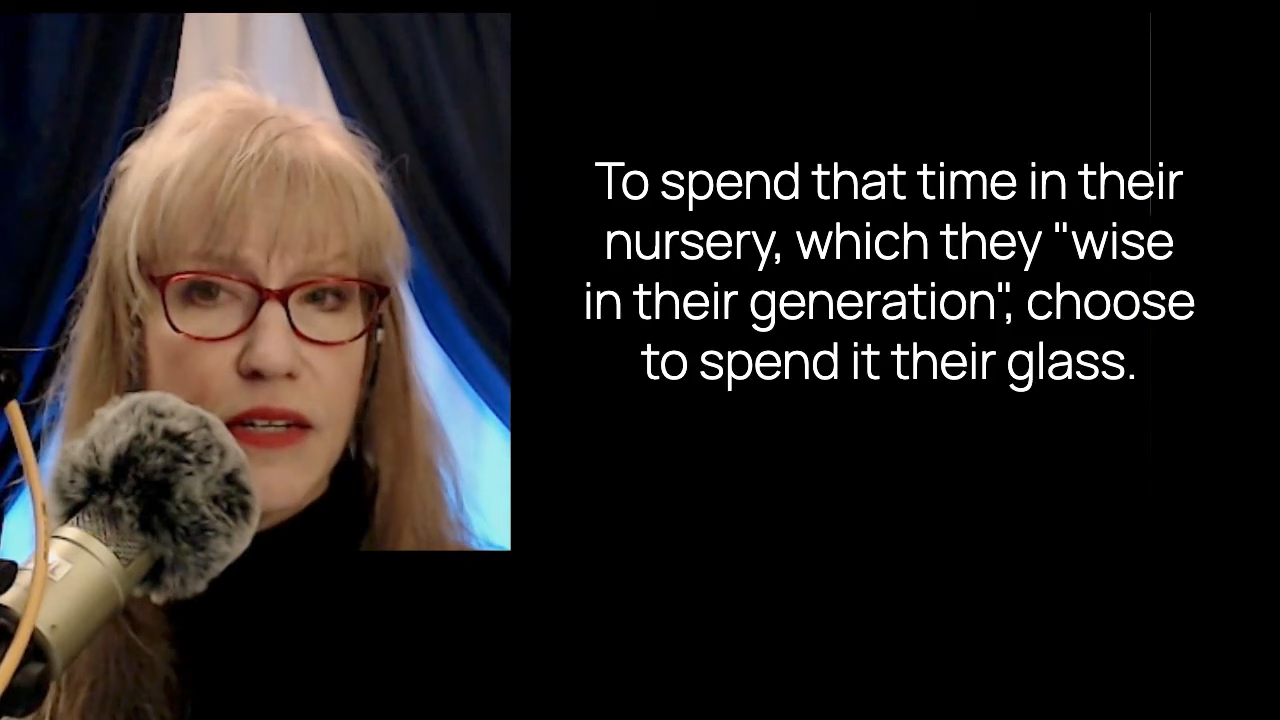 To spend that time in their
nursery, which they "wise
in their generation", choose
to spend it their glass.